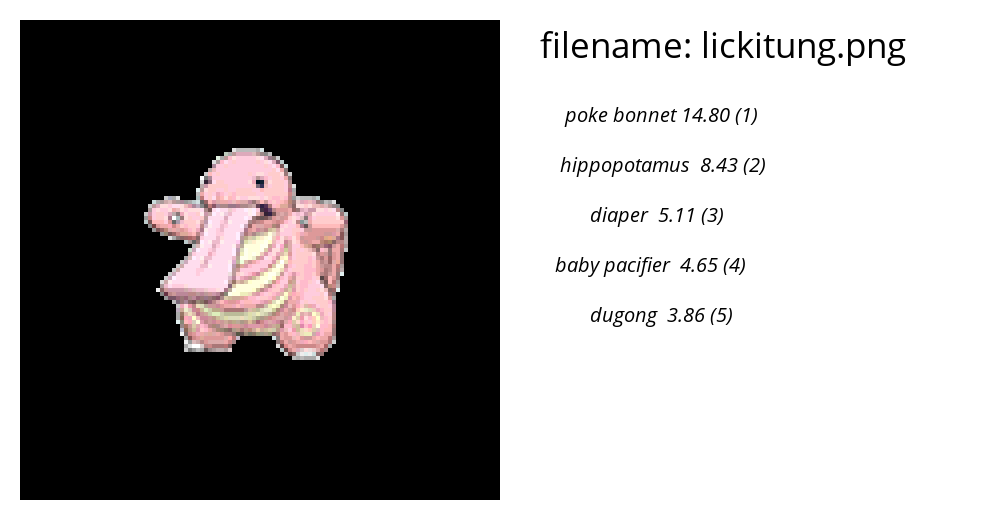 filename: lickitung.png
poke bonnet 14.80 (1)
hippopotamus 8.43 (2)
diaper 5.11 (3)
baby pacifier 4.65 (4)
dugong 3.86 (5)